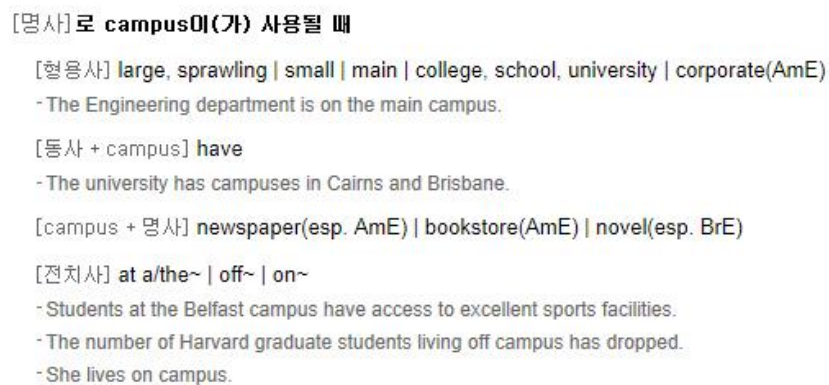 [명사]로 campus이(가) 사용될 때
[형용사] large, sprawling | small | main | college, school, university | corporate(AmE)
- The Engineering department is on the main campus.
[동사 + campus] have
- The university has campuses in Cairns and Brisbane.
[campus + 명사] newspaper(esp. AmE) | bookstore(AmE) | novel(esp. BrE)
[전치사] at a/the~ | off~ | on~
- Students at the Belfast campus have access to excellent sports facilities.
- The number of Harvard graduate students living off campus has dropped.
- She lives on campus.